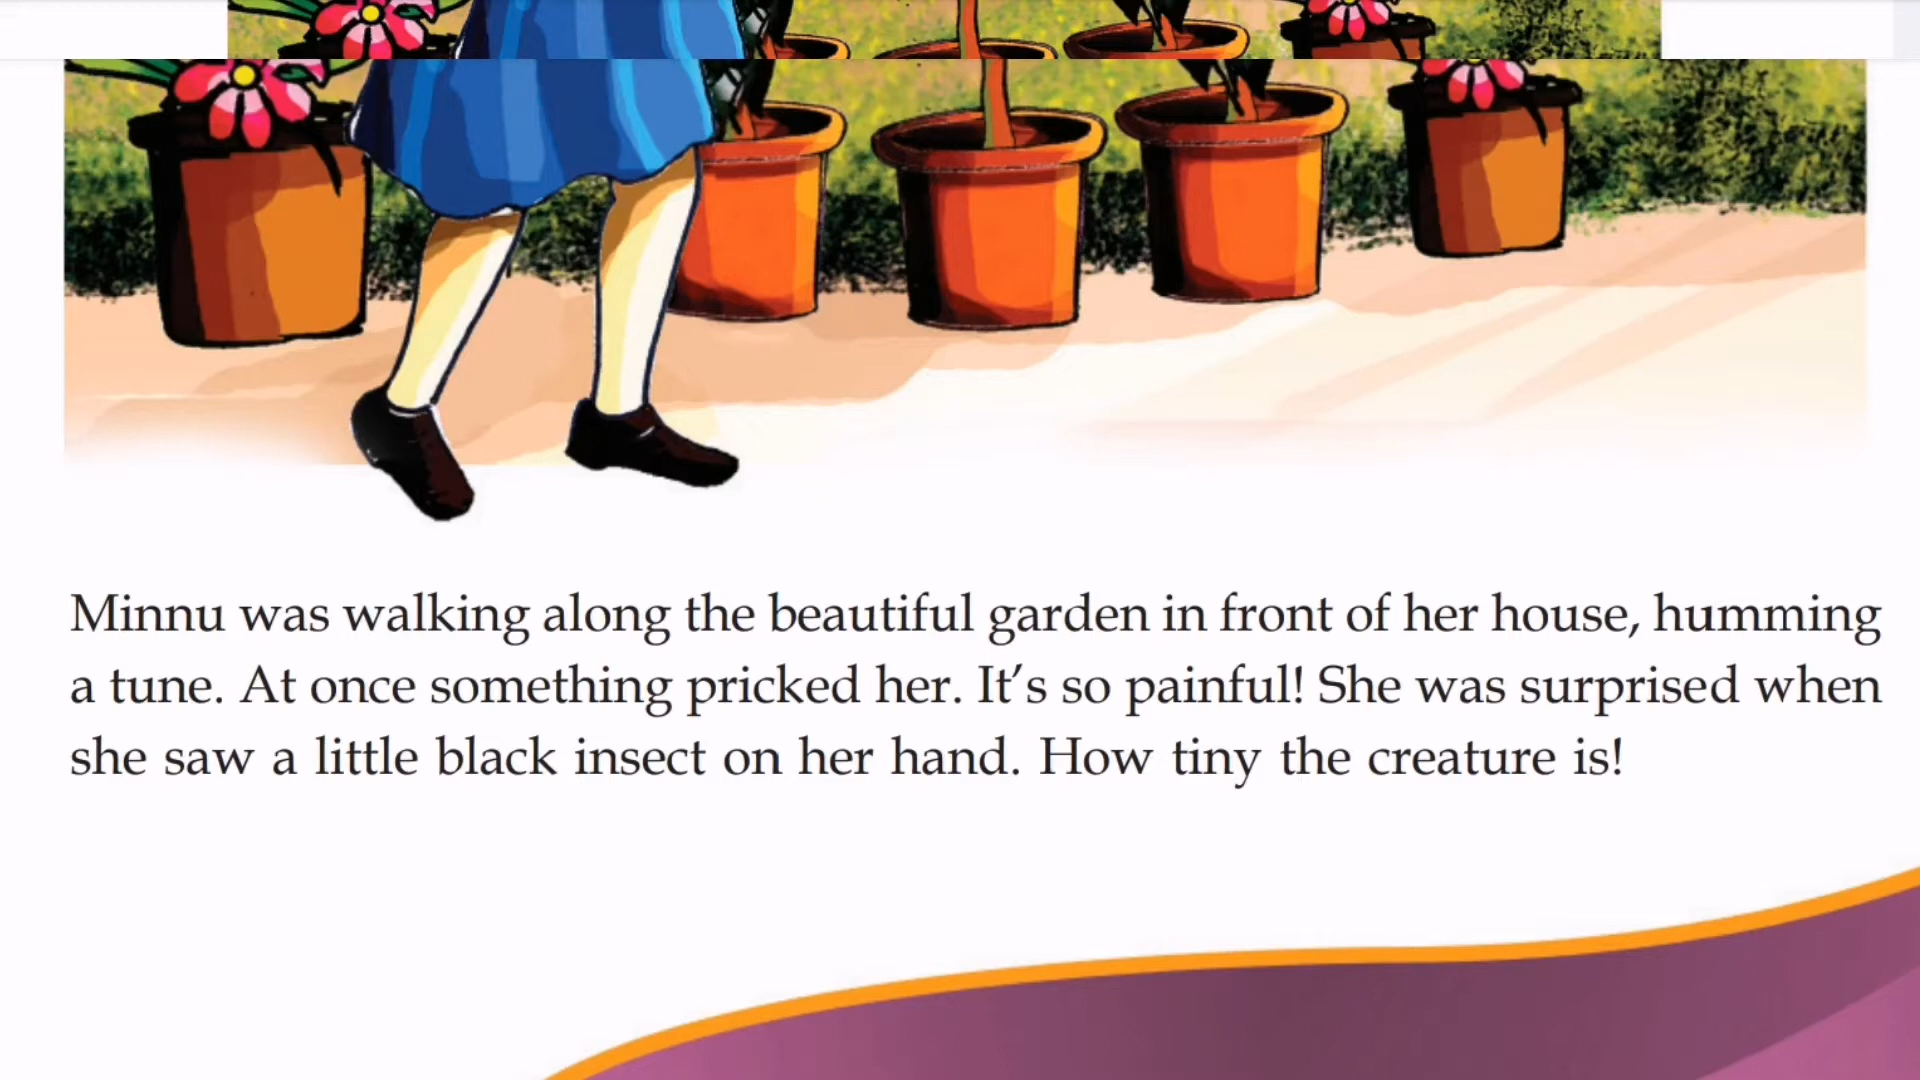 Minnu was walking along the beautiful garden in front of her house, humming
a tune. At once something pricked her. It’s so painful! She was surprised when
she saw a little black insect on her hand. How tiny the creature is!